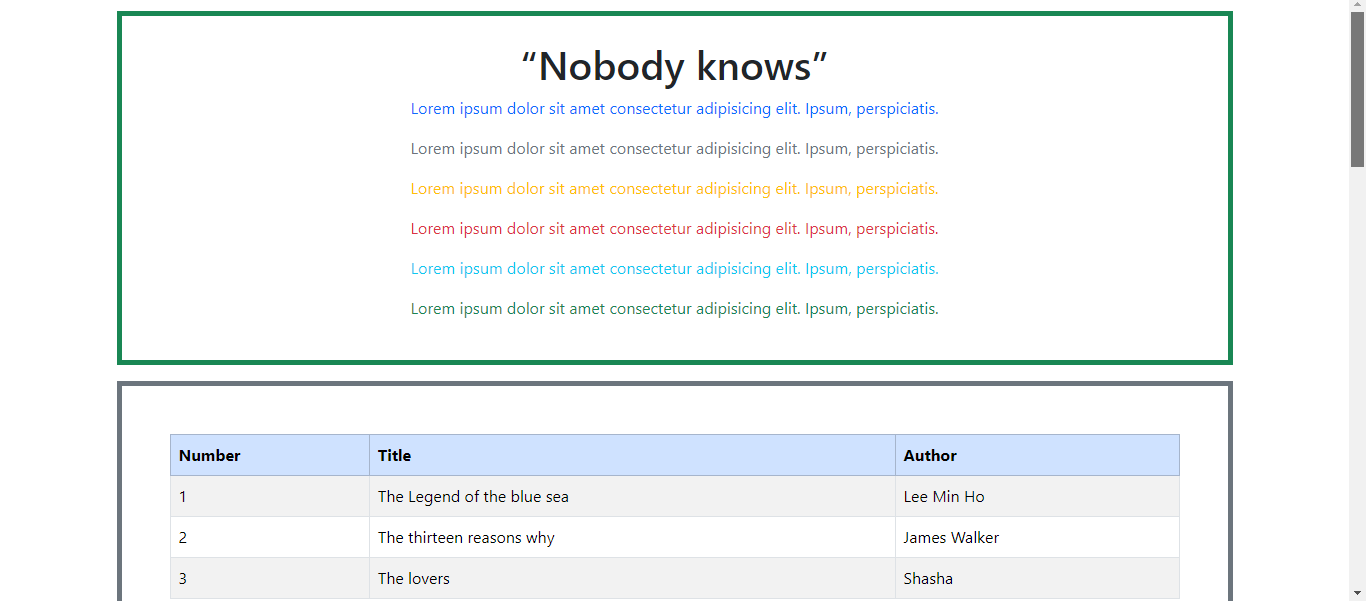 “Nobody knows”
Lorem ipsum dolor sit amet consectetur adipisicing elit. Ipsum, perspiciatis.
Lorem ipsum dolor sit amet consectetur adipisicing elit. Ipsum, perspiciatis.
Lorem ipsum dolor sit amet consectetur adipisicing elit. Ipsum, perspiciatis.
Lorem ipsum dolor sit amet consectetur adipisicing elit. Ipsum, perspiciatis.
Lorem ipsum dolor sit amet consectetur adipisicing elit. Ipsum, perspiciatis.
Lorem ipsum dolor sit amet consectetur adipisicing elit. Ipsum, perspiciatis.
Number Title Author
1 The Legend of the blue sea Lee Min Ho
2 The thirteen reasons why James Walker
3 The lovers Shasha